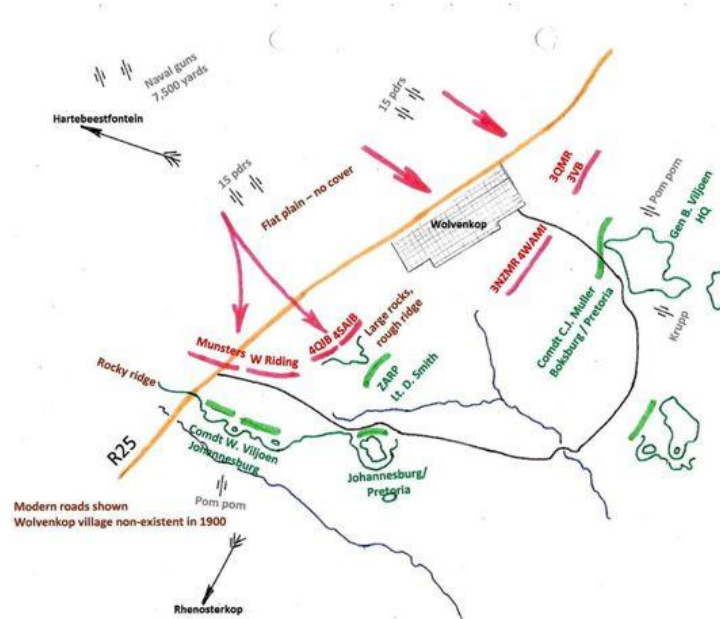 Naval guns
7,500 yards
Hartebeestfontein
15 pdrs
15 pdrs
Flat plain – no cover
Wolvenkop
3QMR
3VB
Pom pom
Gen B. Viljoen
HQ
3NZMR 4WAMI
Krupp
Comdt C.J. Muller
Boksburg / Pretoria
Munsters
W Riding
4QJB 4SAIB
Large rocks,
rough ridge
ZARP
Lt. D. Smith
Rocky ridge
Comdt W. Viljoen
Johannesburg
Johannesburg/
Pretoria
R25
Pom pom
Modern roads shown
Wolvenkop village non-existent in 1900
Rhenosterkop